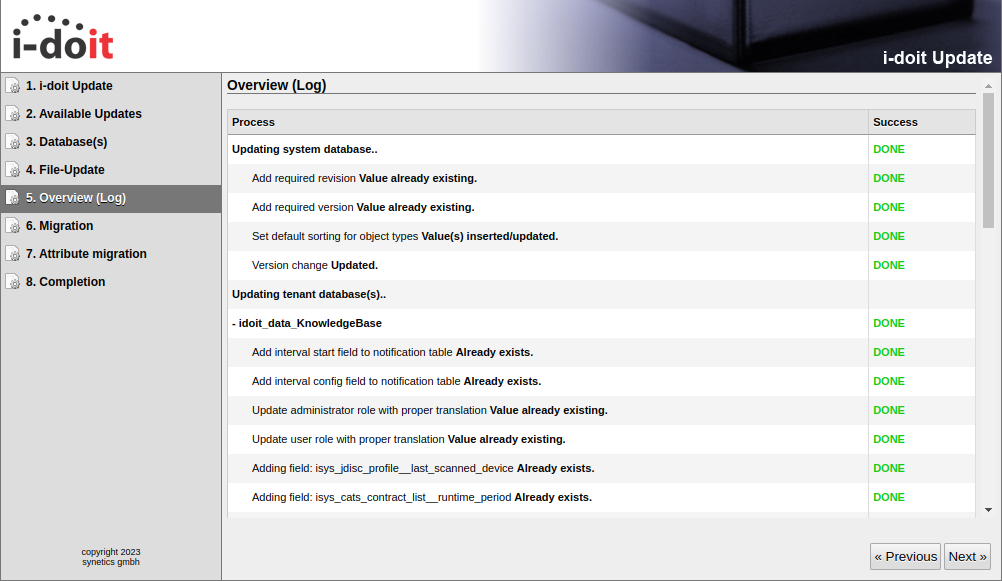 i-doit
i-doit Update
1. i-doit Update
2. Available Updates
3. Database(s)
4. File-Update
5. Overview (Log)
6. Migration
7. Attribute migration
8. Completion
copyright 2023
synetics gmbh
Overview (Log)
Process Success
Updating system database.. DONE
Add required revision Value already existing. DONE
Add required version Value already existing. DONE
Set default sorting for object types Value(s) inserted/updated. DONE
Version change Updated. DONE
Updating tenant database(s)..
- idoit_data_KnowledgeBase DONE
Add interval start field to notification table Already exists. DONE
Add interval config field to notification table Already exists. DONE
Update administrator role with proper translation Value already existing. DONE
Update user role with proper translation Value already existing. DONE
Adding field: isys_jdisc_profile__last_scanned_device Already exists. DONE
Adding field: isys_cats_contract_list__runtime_period Already exists. DONE
« Previous Next »